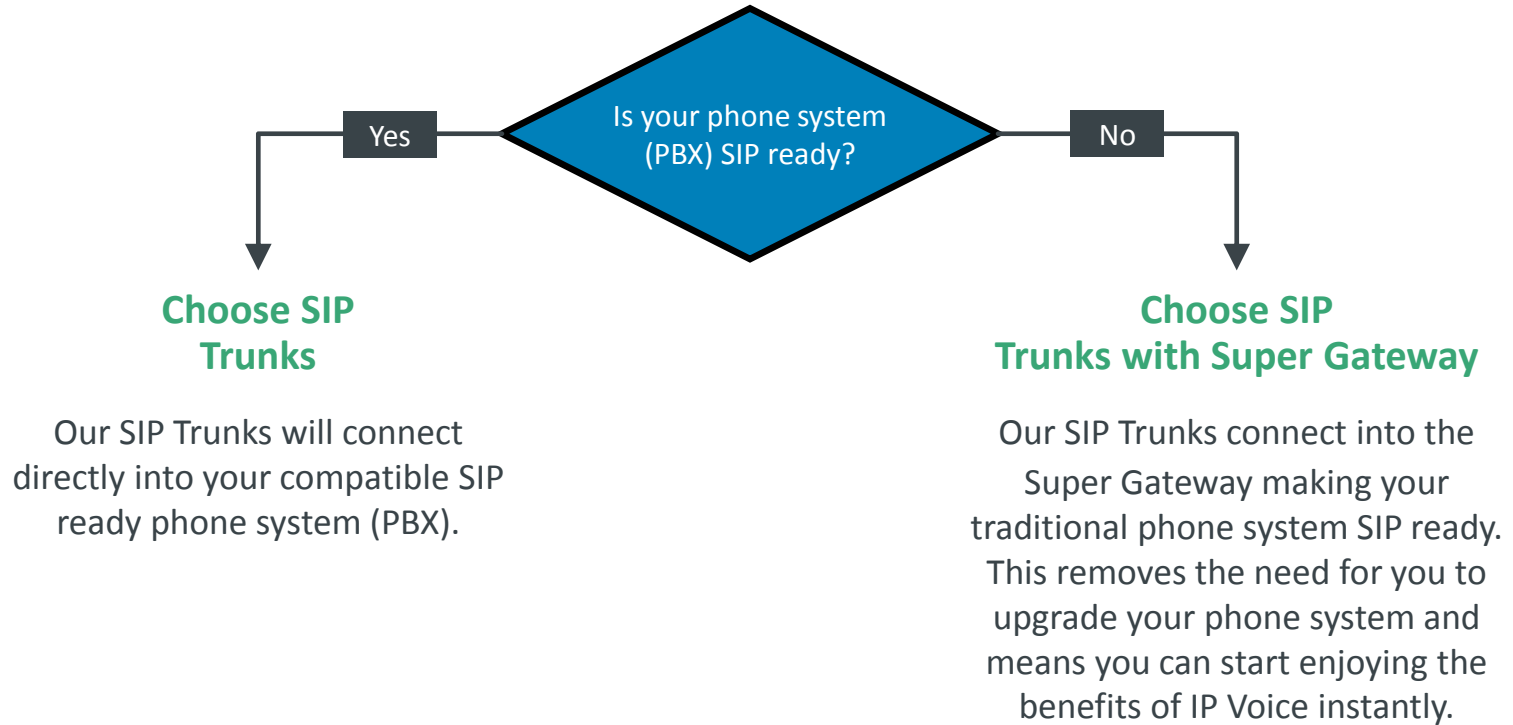 Is your phone system
(PBX) SIP ready?
Yes
No
Choose SIP
Trunks
Our SIP Trunks will connect
directly into your compatible SIP
ready phone system (PBX).
Choose SIP
Trunks with Super Gateway
Our SIP Trunks connect into the
Super Gateway making your
traditional phone system SIP ready.
This removes the need for you to
upgrade your phone system and
means you can start enjoying the
benefits of IP Voice instantly.